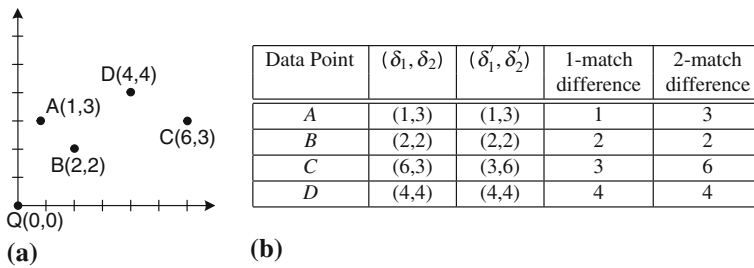 D(4,4)
A(1,3)
C(6,3)
B(2,2)
Q(0,0)
(a)
Data Point (δ1, δ2) (δ′1, δ′2) 1-match difference 2-match difference
A (1,3) (1,3) 1 3
B (2,2) (2,2) 2 2
C (6,3) (3,6) 3 6
D (4,4) (4,4) 4 4
(b)